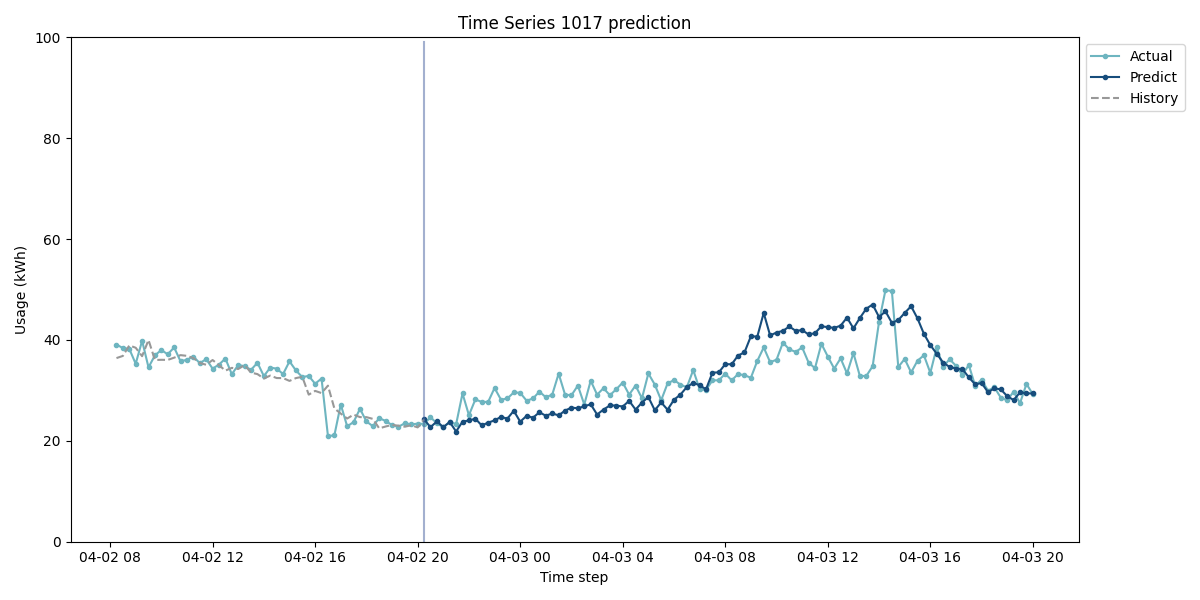 Time Series 1017 prediction
Usage (kWh)
100
80
60
40
20
0
04-02 08
04-02 12
04-02 16
04-02 20
04-03 00
04-03 04
04-03 08
04-03 12
04-03 16
04-03 20
Time step
Actual
Predict
History